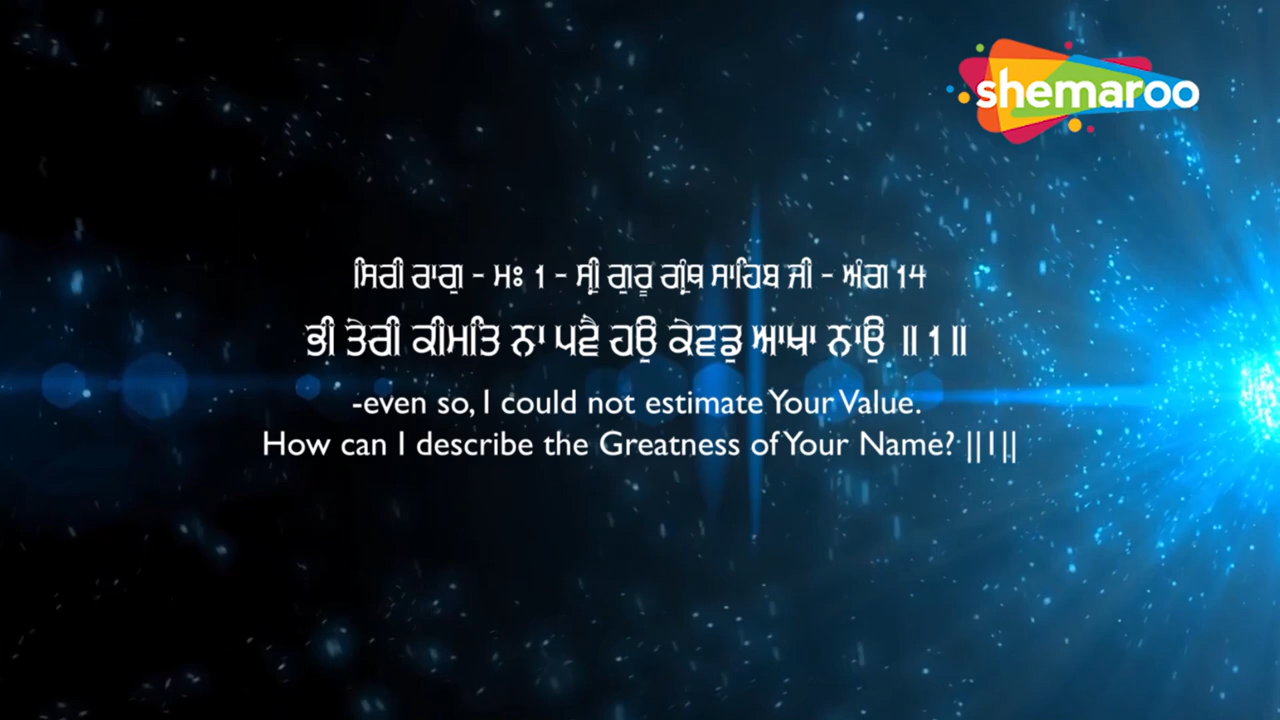 shemaroo
ਸਿਰੀ ਰਾਗੁ - ਮਃ 1 - ਸ੍ਰੀ ਗੁਰੂ ਗ੍ਰੰਥ ਸਾਹਿਬ ਜੀ - ਅੰਗ 14
ਭੀ ਤੇਰੀ ਕੀਮਤਿ ਨਾ ਪਵੈ ਹਉ ਕੇਵਡੁ ਆਖਾ ਨਾਉ ॥ 1 ॥
-even so, I could not estimate Your Value.
How can I describe the Greatness of Your Name? ||1||